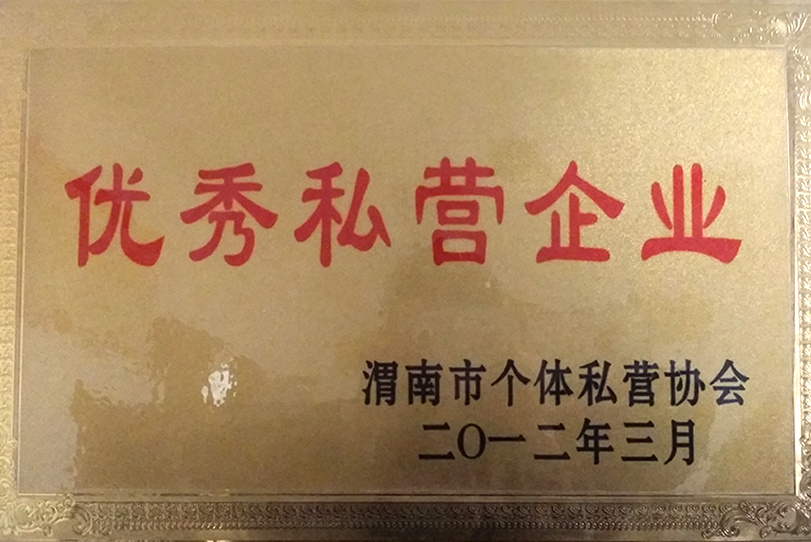 优秀私营企业
渭南市个体私营协会
二O一二年三月